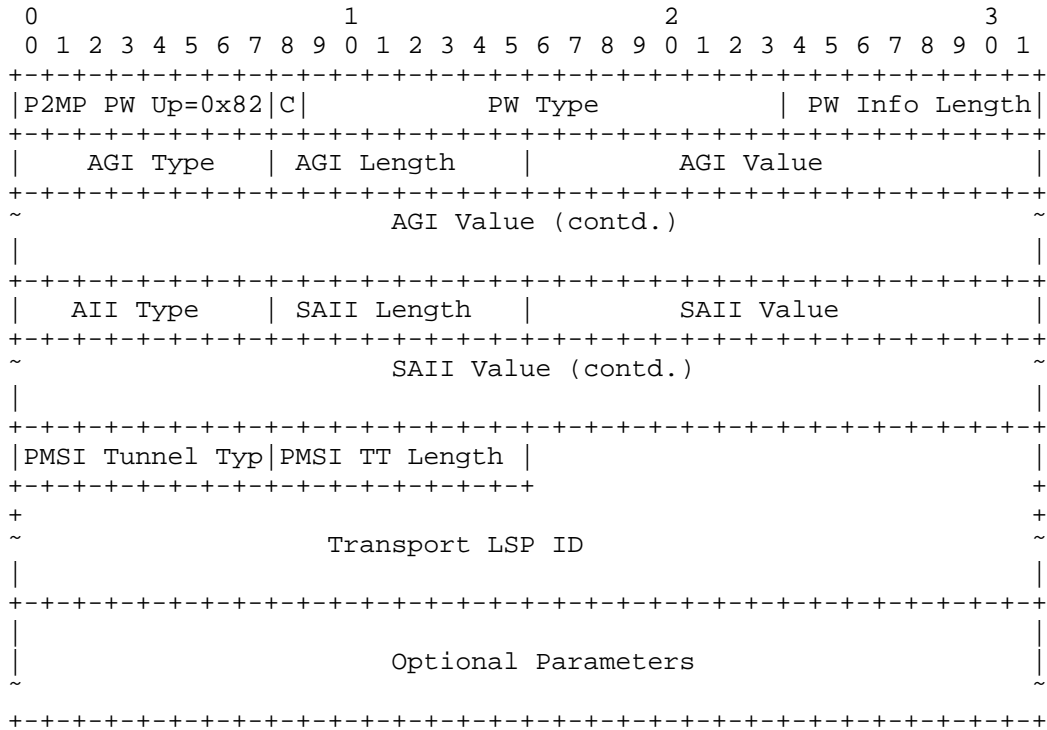 0                   1                   2                   3
 0 1 2 3 4 5 6 7 8 9 0 1 2 3 4 5 6 7 8 9 0 1 2 3 4 5 6 7 8 9 0 1
+-+-+-+-+-+-+-+-+-+-+-+-+-+-+-+-+-+-+-+-+-+-+-+-+-+-+-+-+-+-+-+-+
|P2MP PW Up=0x82|C|           PW Type           | PW Info Length|
+-+-+-+-+-+-+-+-+-+-+-+-+-+-+-+-+-+-+-+-+-+-+-+-+-+-+-+-+-+-+-+-+
|    AGI Type   | AGI Length    |         AGI Value             |
+-+-+-+-+-+-+-+-+-+-+-+-+-+-+-+-+-+-+-+-+-+-+-+-+-+-+-+-+-+-+-+-+
~                       AGI Value (contd.)                      ~
|                                                               |
+-+-+-+-+-+-+-+-+-+-+-+-+-+-+-+-+-+-+-+-+-+-+-+-+-+-+-+-+-+-+-+-+
|   AII Type    | SAII Length   |         SAII Value            |
+-+-+-+-+-+-+-+-+-+-+-+-+-+-+-+-+-+-+-+-+-+-+-+-+-+-+-+-+-+-+-+-+
~                       SAII Value (contd.)                     ~
|                                                               |
+-+-+-+-+-+-+-+-+-+-+-+-+-+-+-+-+-+-+-+-+-+-+-+-+-+-+-+-+-+-+-+-+
|PMSI Tunnel Typ|PMSI TT Length |                               |
+-+-+-+-+-+-+-+-+-+-+-+-+-+-+-+-+                               +
+                                                               +
~                   Transport LSP ID                            ~
|                                                               |
+-+-+-+-+-+-+-+-+-+-+-+-+-+-+-+-+-+-+-+-+-+-+-+-+-+-+-+-+-+-+-+-+
|                                                               |
|                       Optional Parameters                     |
~                                                               ~
+-+-+-+-+-+-+-+-+-+-+-+-+-+-+-+-+-+-+-+-+-+-+-+-+-+-+-+-+-+-+-+-+